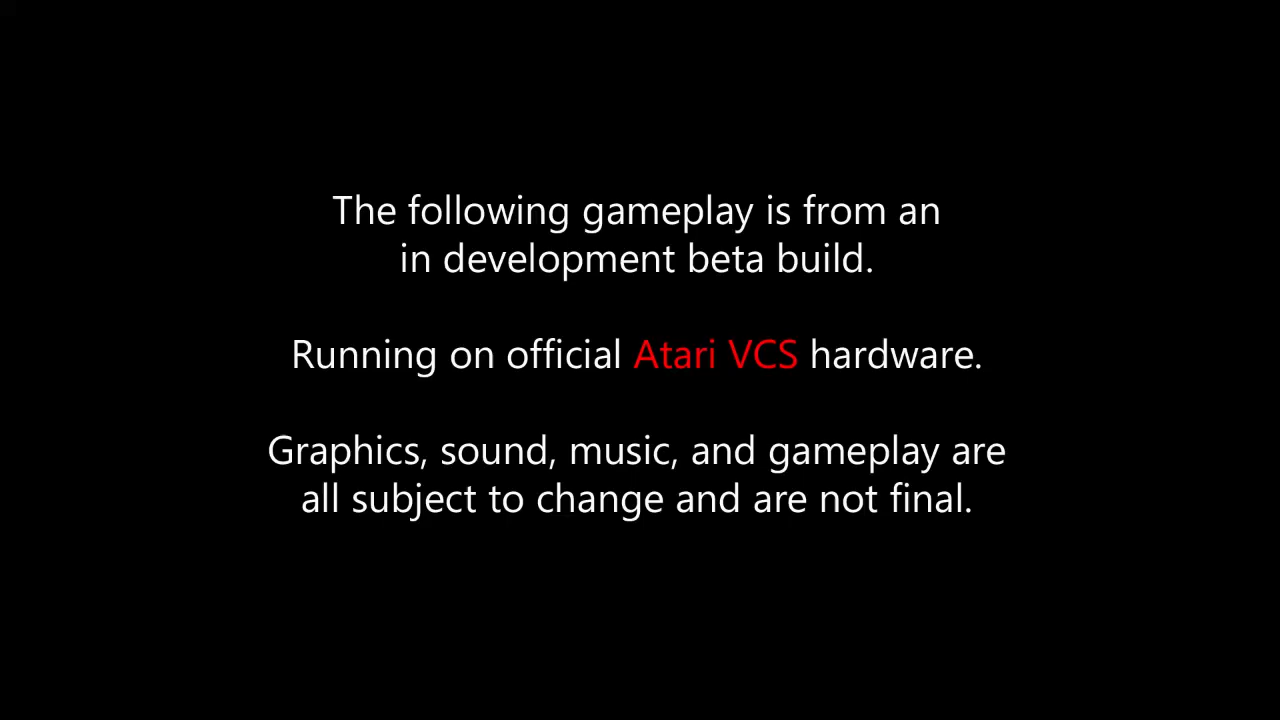 The following gameplay is from an
in development beta build.
Running on official Atari VCS hardware.
Graphics, sound, music, and gameplay are
all subject to change and are not final.